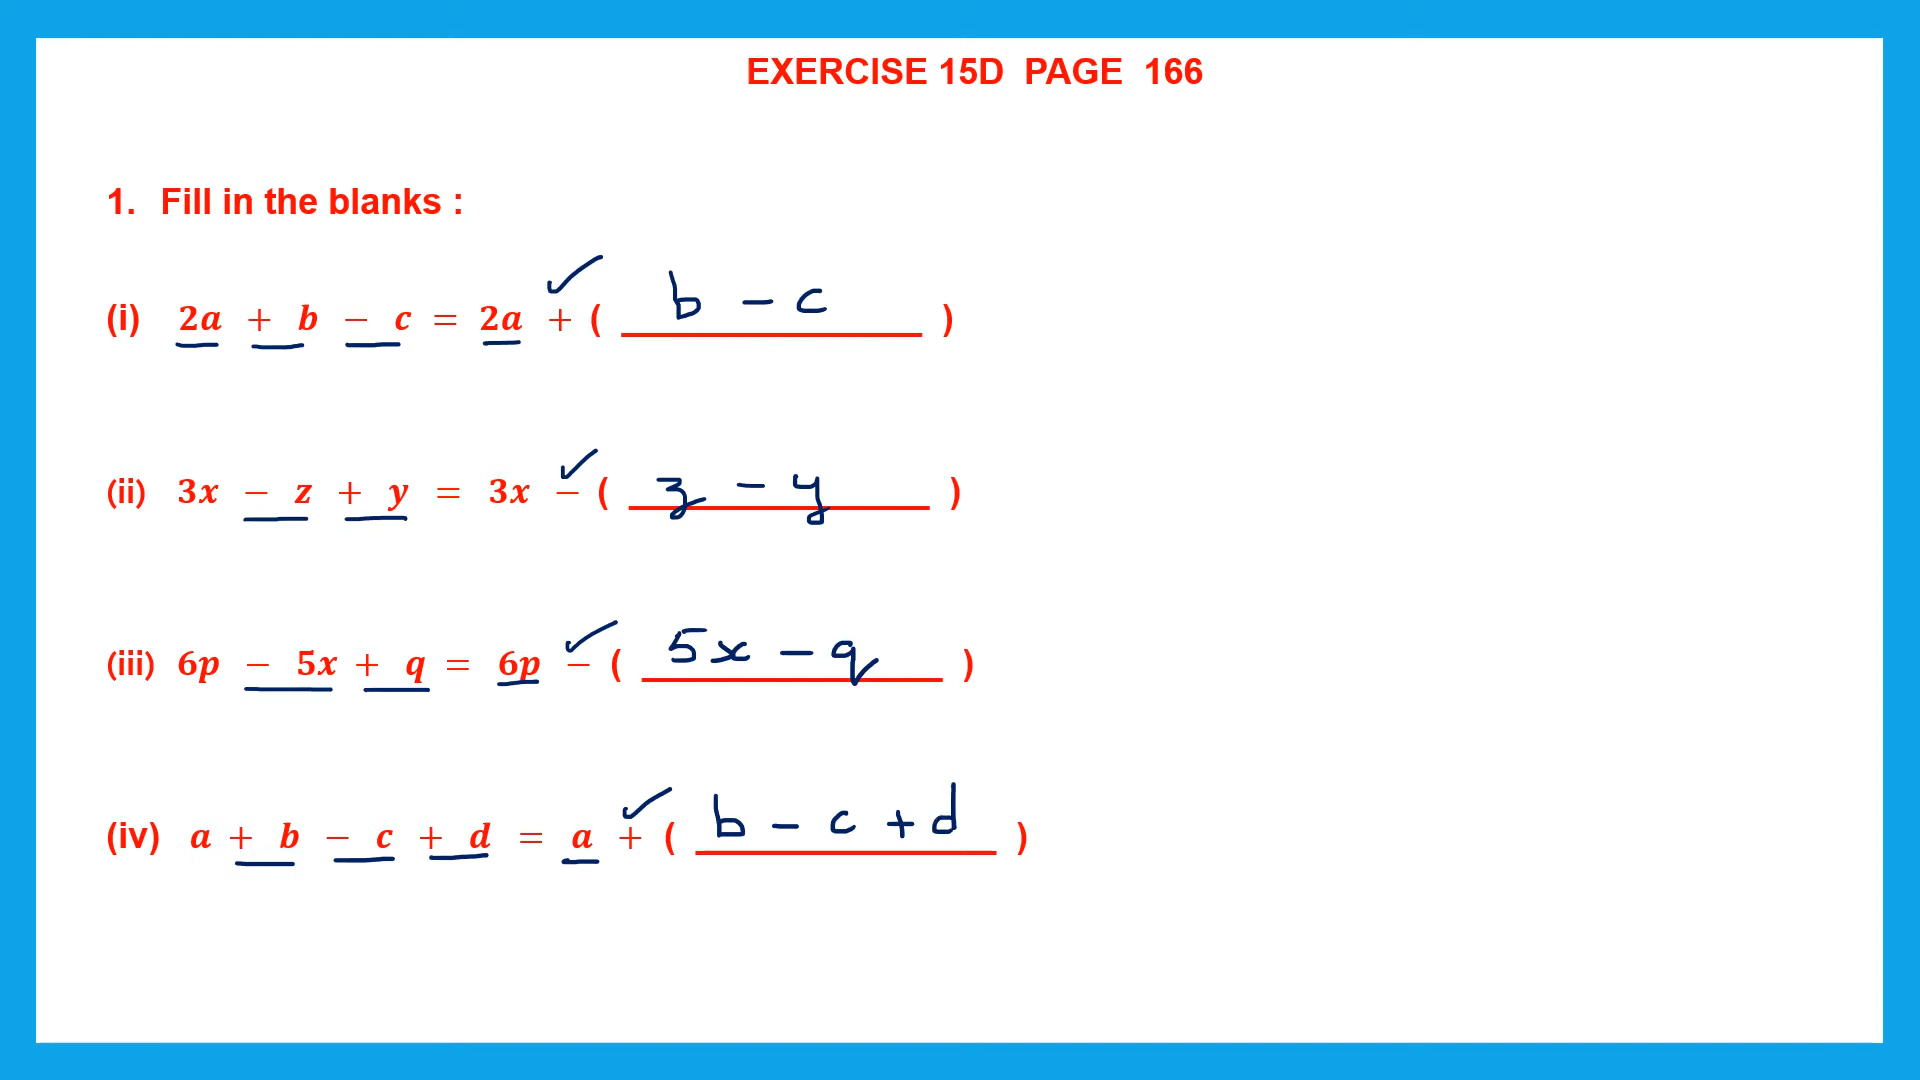 EXERCISE 15D PAGE 166
1. Fill in the blanks :
(i) 2a + b − c = 2a + ( b − c )
(ii) 3x − z + y = 3x − ( z − y )
(iii) 6p − 5x + q = 6p − ( 5x − q )
(iv) a + b − c + d = a + ( b − c + d )